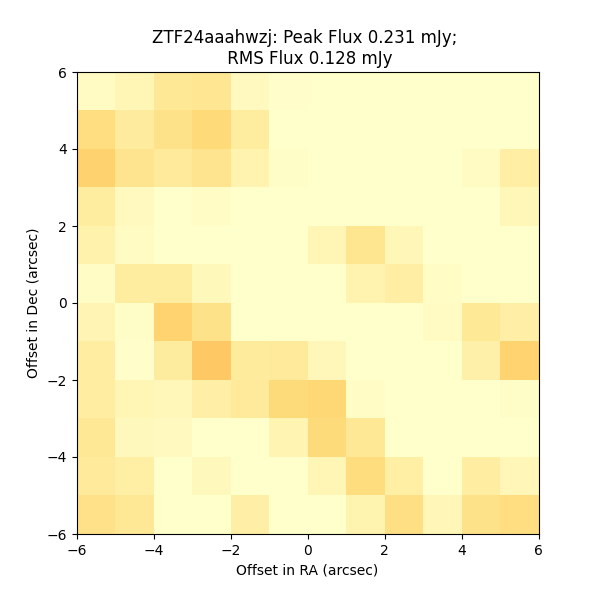 ZTF24aaahwzj: Peak Flux 0.231 mJy;
RMS Flux 0.128 mJy
6
4
2
0
−2
−4
−6
Offset in Dec (arcsec)
−6 −4 −2 0 2 4 6
Offset in RA (arcsec)